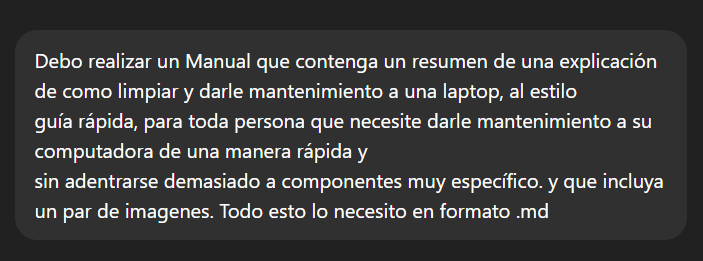 Debo realizar un Manual que contenga un resumen de una explicación
de como limpiar y darle mantenimiento a una laptop, al estilo
guía rápida, para toda persona que necesite darle mantenimiento a su
computadora de una manera rápida y
sin adentrarse demasiado a componentes muy específico. y que incluya
un par de imagenes. Todo esto lo necesito en formato .md